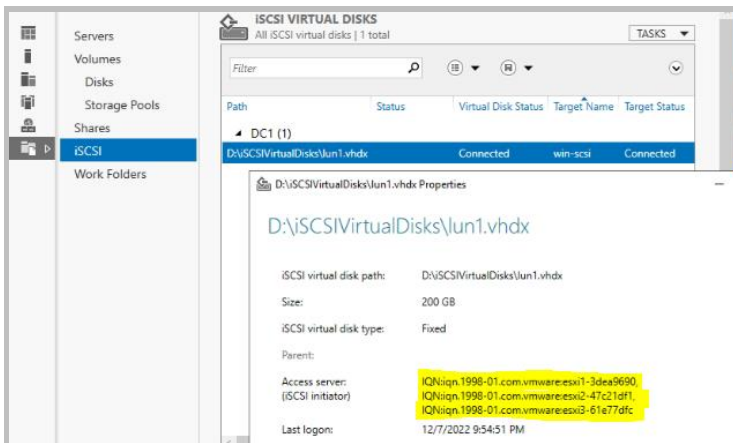 iSCSI VIRTUAL DISKS
All iSCSI virtual disks | 1 total
TASKS
Servers
Volumes
Disks
Storage Pools
Shares
iSCSI
Work Folders
Filter
Path Status Virtual Disk Status Target Name Target Status
DC1 (1)
D:\iSCSIVirtualDisks\lun1.vhdx Connected win-scsi Connected
D:\iSCSIVirtualDisks\lun1.vhdx Properties
D:\iSCSIVirtualDisks\lun1.vhdx
iSCSI virtual disk path: D:\iSCSIVirtualDisks\lun1.vhdx
Size: 200 GB
iSCSI virtual disk type: Fixed
Parent:
Access server: IQN:iqn.1998-01.com.vmware:esxi1-3dea9690,
(iSCSI initiator) IQN:iqn.1998-01.com.vmware:esxi2-47c21df1,
IQN:iqn.1998-01.com.vmware:esxi3-61e77dfc
Last logon: 12/7/2022 9:54:51 PM